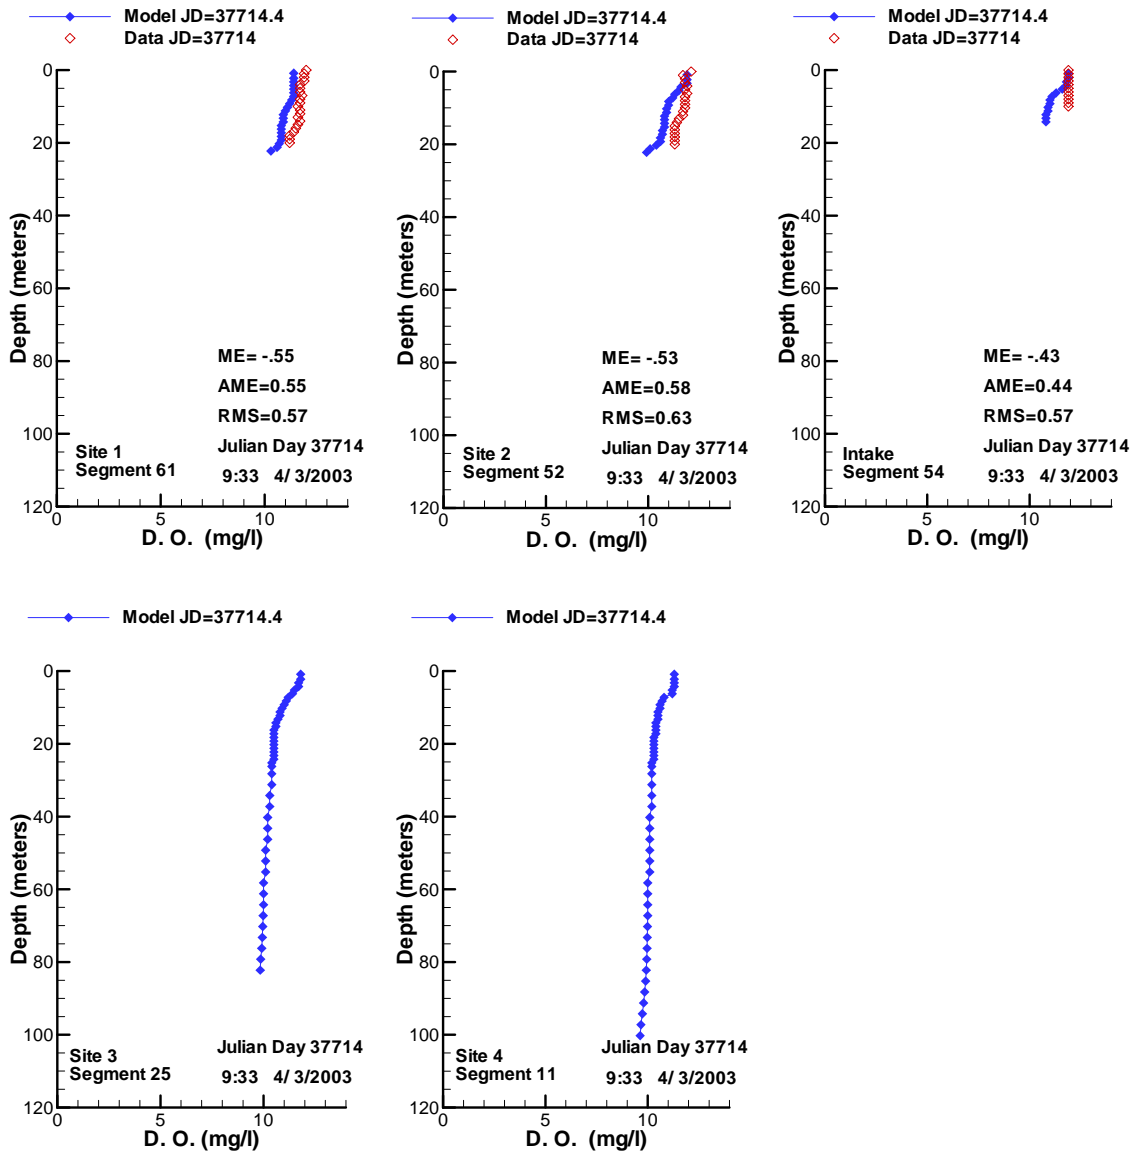 Model JD=37714.4
Data JD=37714
0
20
40
60
80
100
120
Depth (meters)
ME= -.55
AME=0.55
RMS=0.57
Site 1
Segment 61
Julian Day 37714
9:33 4/ 3/2003
0 5 10
D. O. (mg/l)
Model JD=37714.4
Data JD=37714
0
20
40
60
80
100
120
Depth (meters)
ME= -.53
AME=0.58
RMS=0.63
Site 2
Segment 52
Julian Day 37714
9:33 4/ 3/2003
0 5 10
D. O. (mg/l)
Model JD=37714.4
Data JD=37714
0
20
40
60
80
100
120
Depth (meters)
ME= -.43
AME=0.44
RMS=0.57
Intake
Segment 54
Julian Day 37714
9:33 4/ 3/2003
0 5 10
D. O. (mg/l)
Model JD=37714.4
0
20
40
60
80
100
120
Depth (meters)
Site 3
Segment 25
Julian Day 37714
9:33 4/ 3/2003
0 5 10
D. O. (mg/l)
Model JD=37714.4
0
20
40
60
80
100
120
Depth (meters)
Site 4
Segment 11
Julian Day 37714
9:33 4/ 3/2003
0 5 10
D. O. (mg/l)